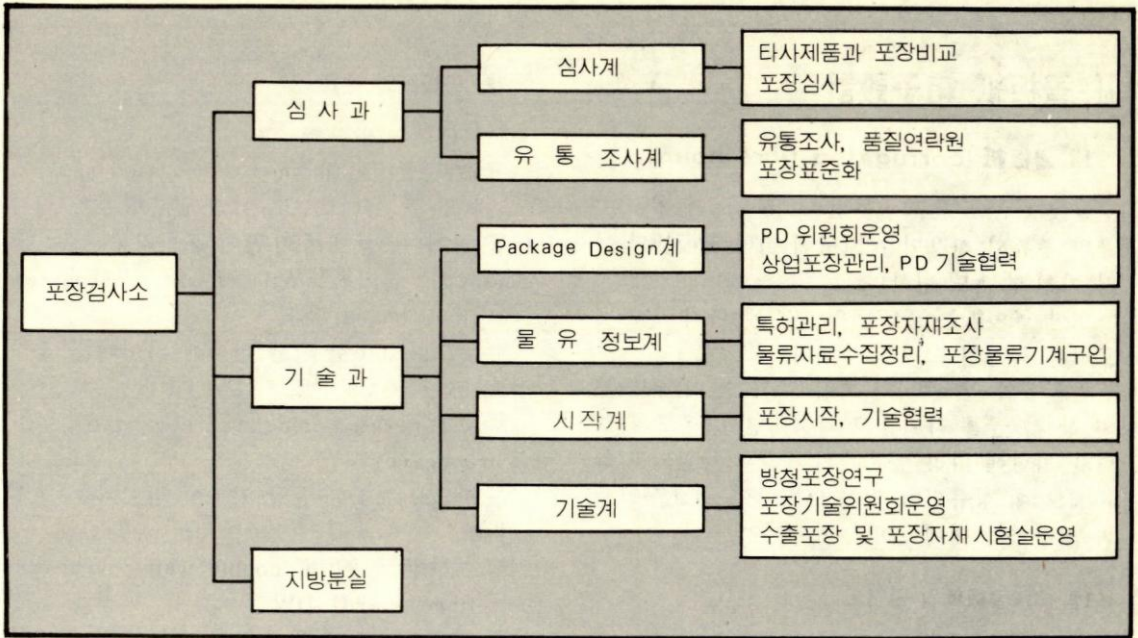 포장검사소
심 사 과
심사계
타사제품과 포장비교
포장심사
유 통 조사계
유통조사, 품질연락원
포장표준화
기 술 과
Package Design계
PD 위원회운영
상업포장관리, PD 기술협력
물 유 정보계
특허관리, 포장자재조사
물류자료수집정리, 포장물류기계구입
시작계
포장시작, 기술협력
기술계
방청포장연구
포장기술위원회운영
수출포장 및 포장자재 시험실운영
지방분실